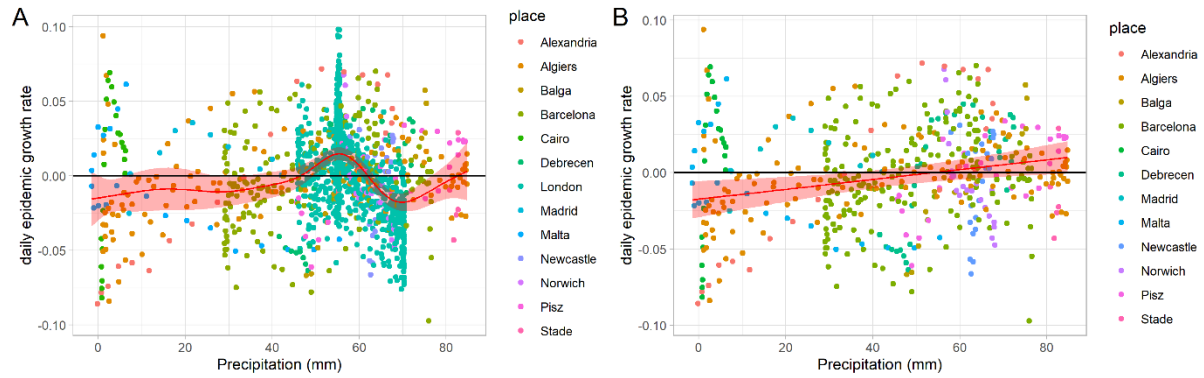 A
place
Alexandria
Algiers
Balga
Barcelona
Cairo
Debrecen
London
Madrid
Malta
Newcastle
Norwich
Pisz
Stade
daily epidemic growth rate
0.10
0.05
0.00
-0.05
-0.10
0 20 40 60 80
Precipitation (mm)
B
place
Alexandria
Algiers
Balga
Barcelona
Cairo
Debrecen
Madrid
Malta
Newcastle
Norwich
Pisz
Stade
daily epidemic growth rate
0.10
0.05
0.00
-0.05
-0.10
0 20 40 60 80
Precipitation (mm)